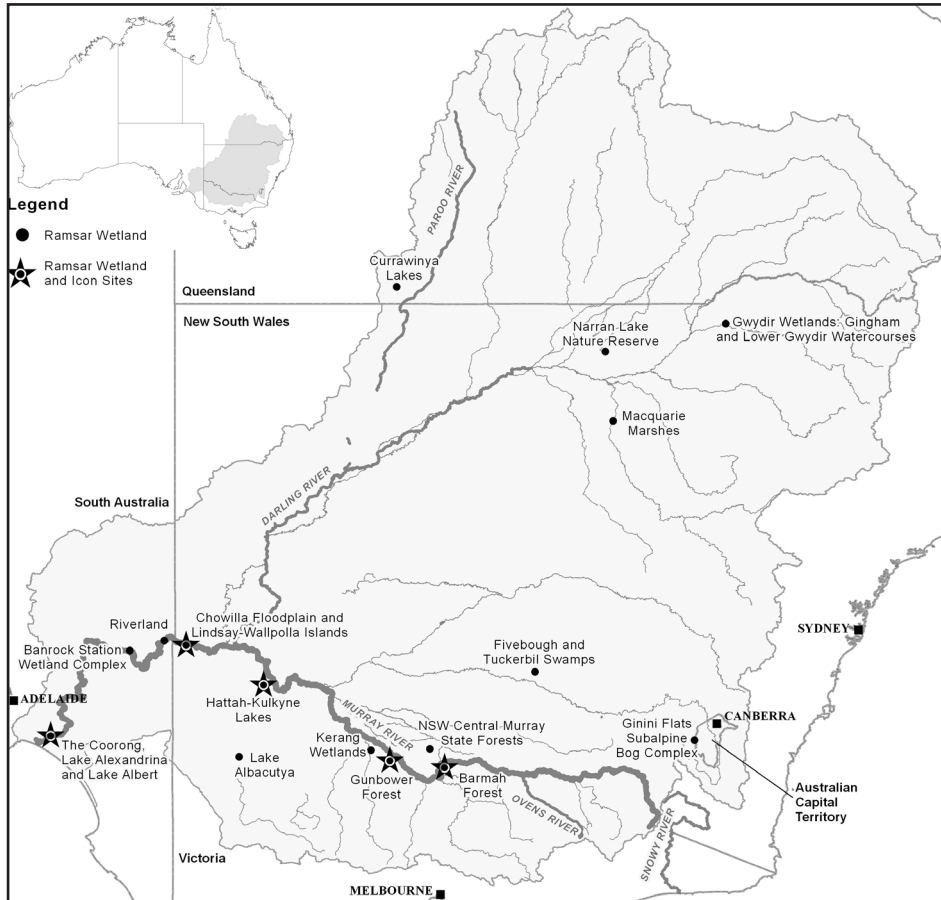 Legend
Ramsar Wetland
Ramsar Wetland
and Icon Sites
PAROO RIVER
Currawinya
Lakes
Queensland
New South Wales
Narran Lake
Nature Reserve
Gwydir Wetlands: Gingham
and Lower Gwydir Watercourses
Macquarie
Marshes
DARLING RIVER
South Australia
Riverland
Chowilla Floodplain and
Lindsay-Wallpolla Islands
Banrock Station
Wetland Complex
Fivebough and
Tuckerbil Swamps
SYDNEY
ADELAIDE
Hattah-Kulkyne
Lakes
MURRAY RIVER
The Coorong,
Lake Alexandrina
and Lake Albert
Lake
Albacutya
Kerang
Wetlands
NSW Central Murray
State Forests
Gunbower
Forest
Barmah
Forest
OVENS RIVER
Ginini Flats
Subalpine
Bog Complex
CANBERRA
Australian
Capital
Territory
SNOWY RIVER
Victoria
MELBOURNE